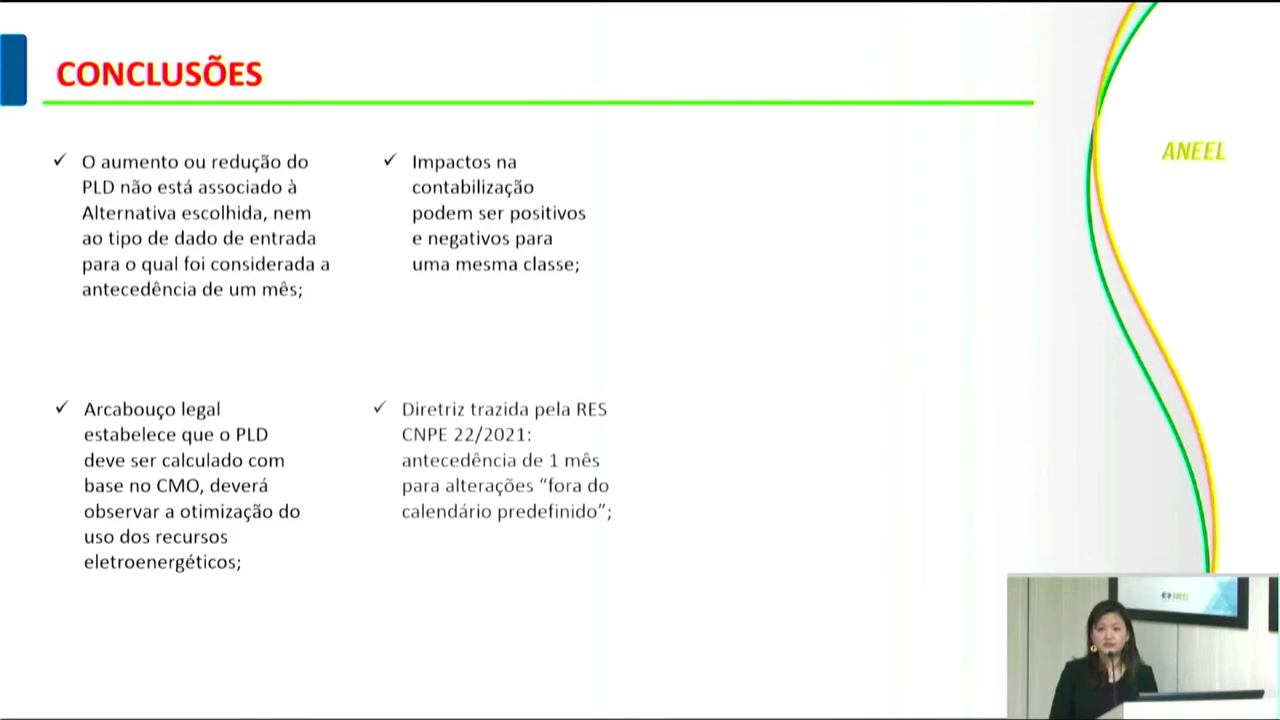 CONCLUSÕES
ANEEL
✓ O aumento ou redução do
PLD não está associado à
Alternativa escolhida, nem
ao tipo de dado de entrada
para o qual foi considerada a
antecedência de um mês;
✓ Impactos na
contabilização
podem ser positivos
e negativos para
uma mesma classe;
✓ Arcabouço legal
estabelece que o PLD
deve ser calculado com
base no CMO, deverá
observar a otimização do
uso dos recursos
eletroenergéticos;
✓ Diretriz trazida pela RES
CNPE 22/2021:
antecedência de 1 mês
para alterações “fora do
calendário predefinido”;
ANEEL